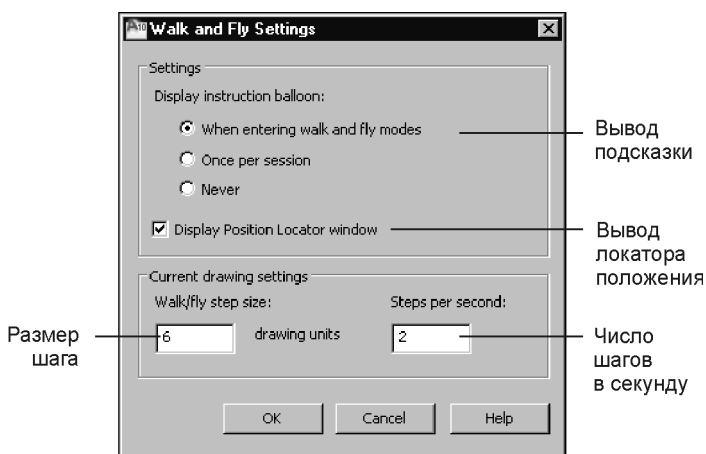 Walk and Fly Settings
Settings
Display instruction balloon:
When entering walk and fly modes
Once per session
Never
Display Position Locator window
Current drawing settings
Walk/fly step size:
Steps per second:
6
drawing units
2
OK
Cancel
Help
Вывод
подсказки
Вывод
локатора
положения
Размер
шага
Число
шагов
в секунду